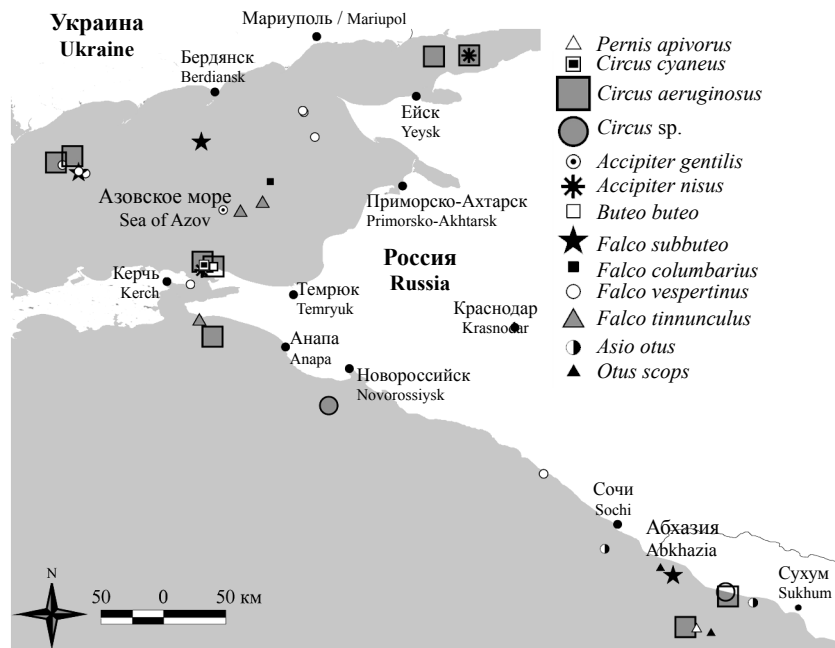 Украина
Ukraine
Мариуполь / Mariupol
Бердянск
Berdiansk
Ейск
Yeysk
Азовское море
Sea of Azov
Приморско-Ахтарск
Primorsko-Akhtarsk
Россия
Russia
Керчь
Kerch
Темрюк
Temryuk
Краснодар
Krasnodar
Анапа
Anapa
Новороссийск
Novorossiysk
Сочи
Sochi
Абхазия
Abkhazia
Сухум
Sukhum
N
50 0 50 км
Pernis apivorus
Circus cyaneus
Circus aeruginosus
Circus sp.
Accipiter gentilis
Accipiter nisus
Buteo buteo
Falco subbuteo
Falco columbarius
Falco vespertinus
Falco tinnunculus
Asio otus
Otus scops